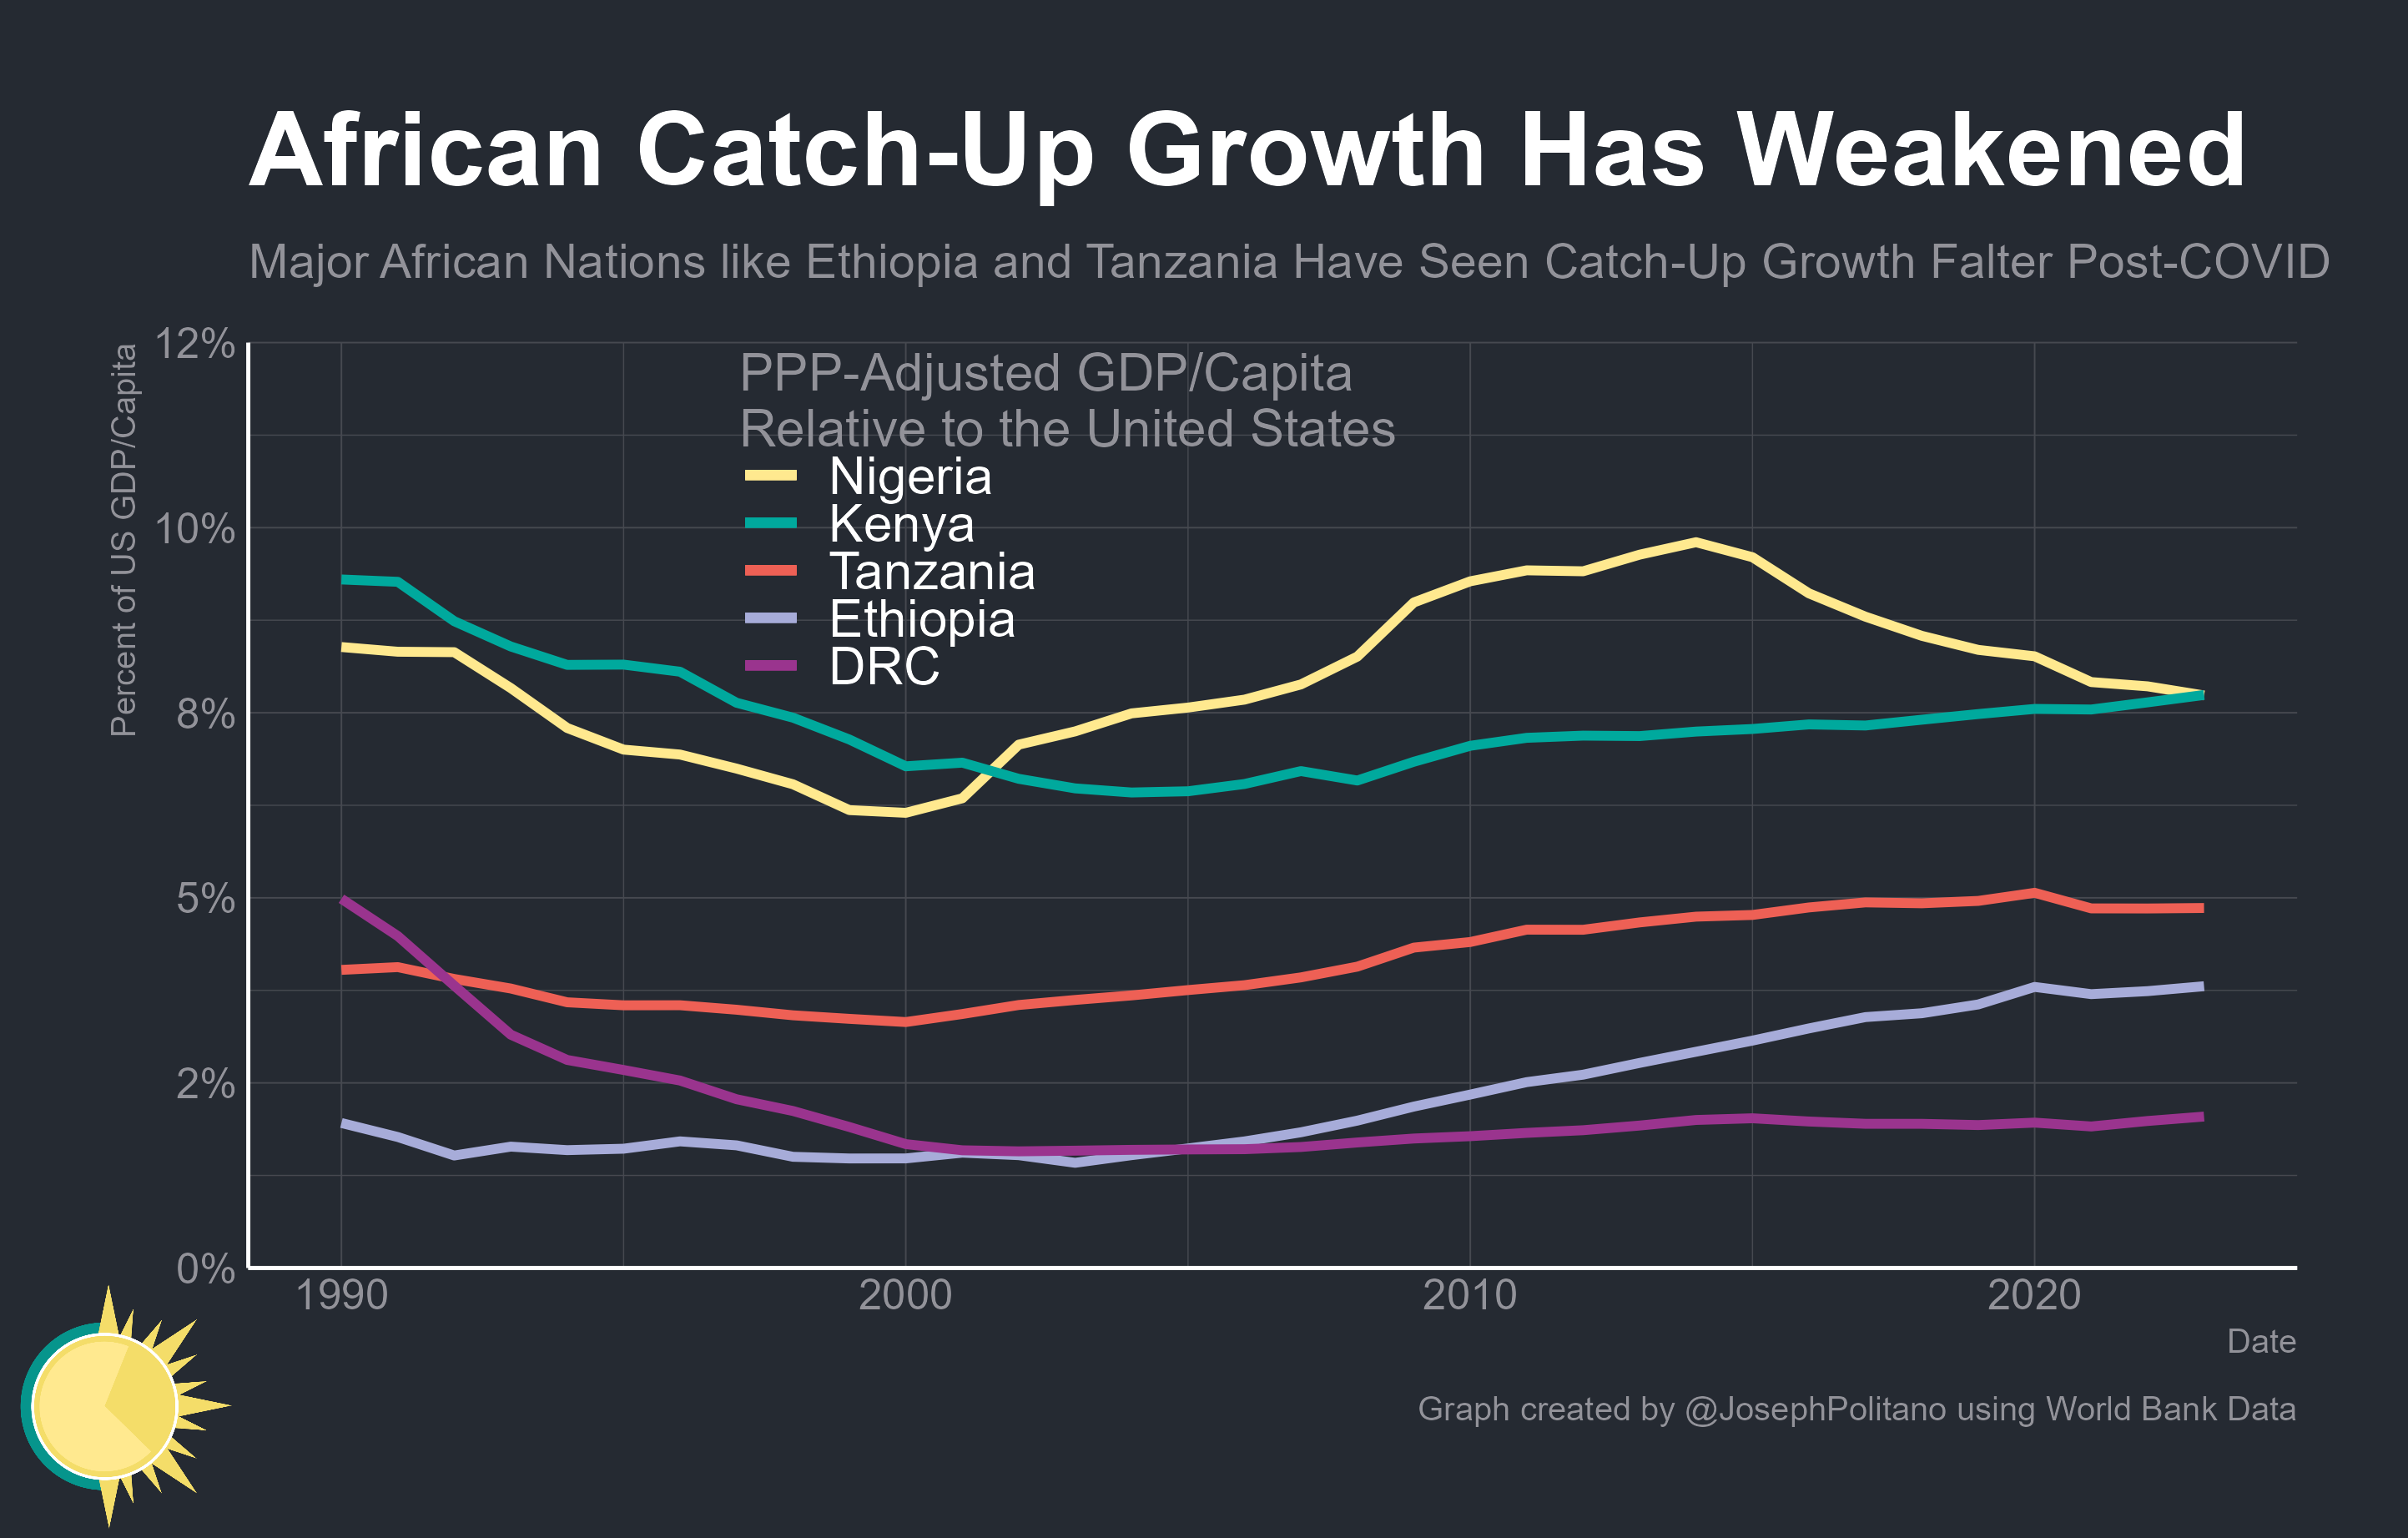 African Catch-Up Growth Has Weakened
Major African Nations like Ethiopia and Tanzania Have Seen Catch-Up Growth Falter Post-COVID
Percent of US GDP/Capita
12%
10%
8%
5%
2%
0%
PPP-Adjusted GDP/Capita
Relative to the United States
Nigeria
Kenya
Tanzania
Ethiopia
DRC
1990 2000 2010 2020
Date
Graph created by @JosephPolitano using World Bank Data